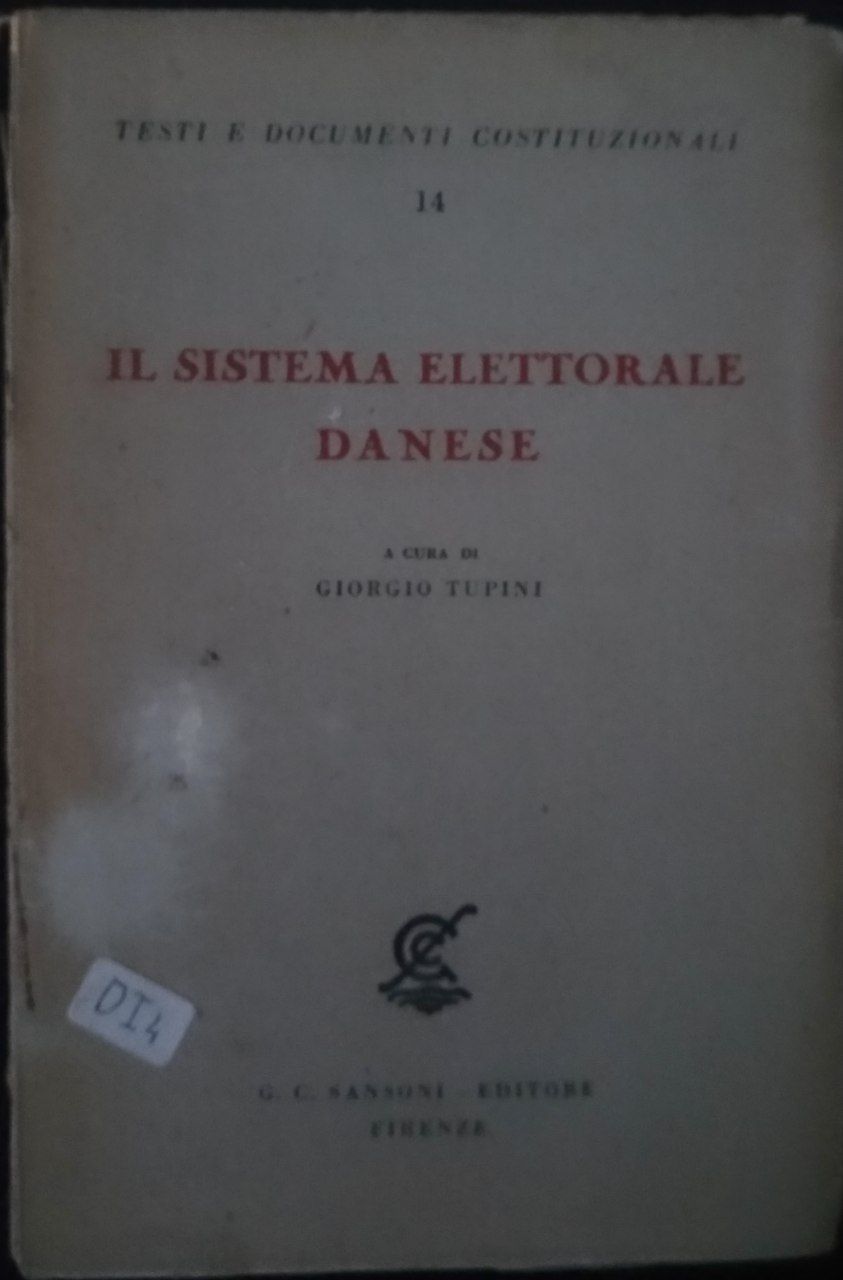 TESTI E DOCUMENTI COSTITUZIONALI
14
IL SISTEMA ELETTORALE
DANESE
A CURA DI
GIORGIO TUPINI
DI4
G. C. SANSONI - EDITORE
FIRENZE